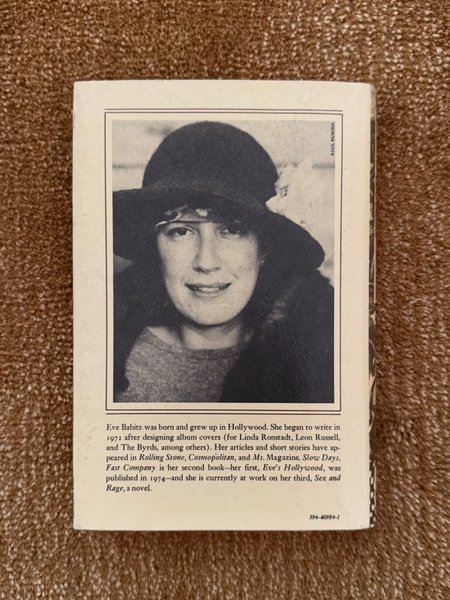 PAUL RUSCHA
Eve Babitz was born and grew up in Hollywood. She began to write in
1972 after designing album covers (for Linda Ronstadt, Leon Russell,
and The Byrds, among others). Her articles and short stories have ap-
peared in Rolling Stone, Cosmopolitan, and Ms. Magazine. Slow Days,
Fast Company is her second book—her first, Eve's Hollywood, was
published in 1974—and she is currently at work on her third, Sex and
Rage, a novel.
394-40984-1